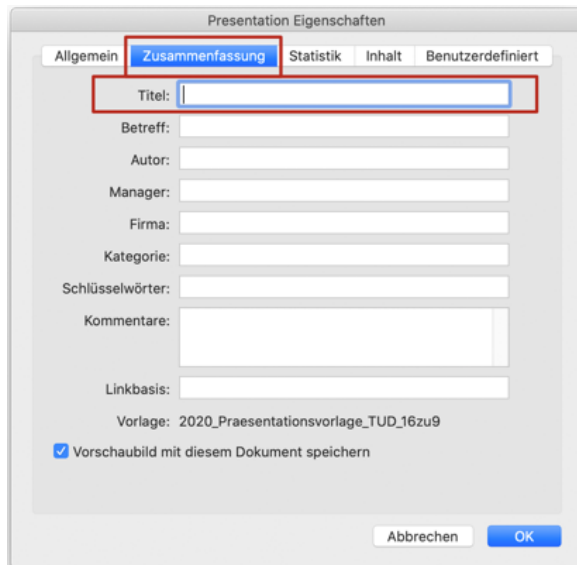 Presentation Eigenschaften
Allgemein Zusammenfassung Statistik Inhalt Benutzerdefiniert
Titel:
Betreff:
Autor:
Manager:
Firma:
Kategorie:
Schlüsselwörter:
Kommentare:
Linkbasis:
Vorlage: 2020_Praesentationsvorlage_TUD_16zu9
Vorschaubild mit diesem Dokument speichern
Abbrechen OK